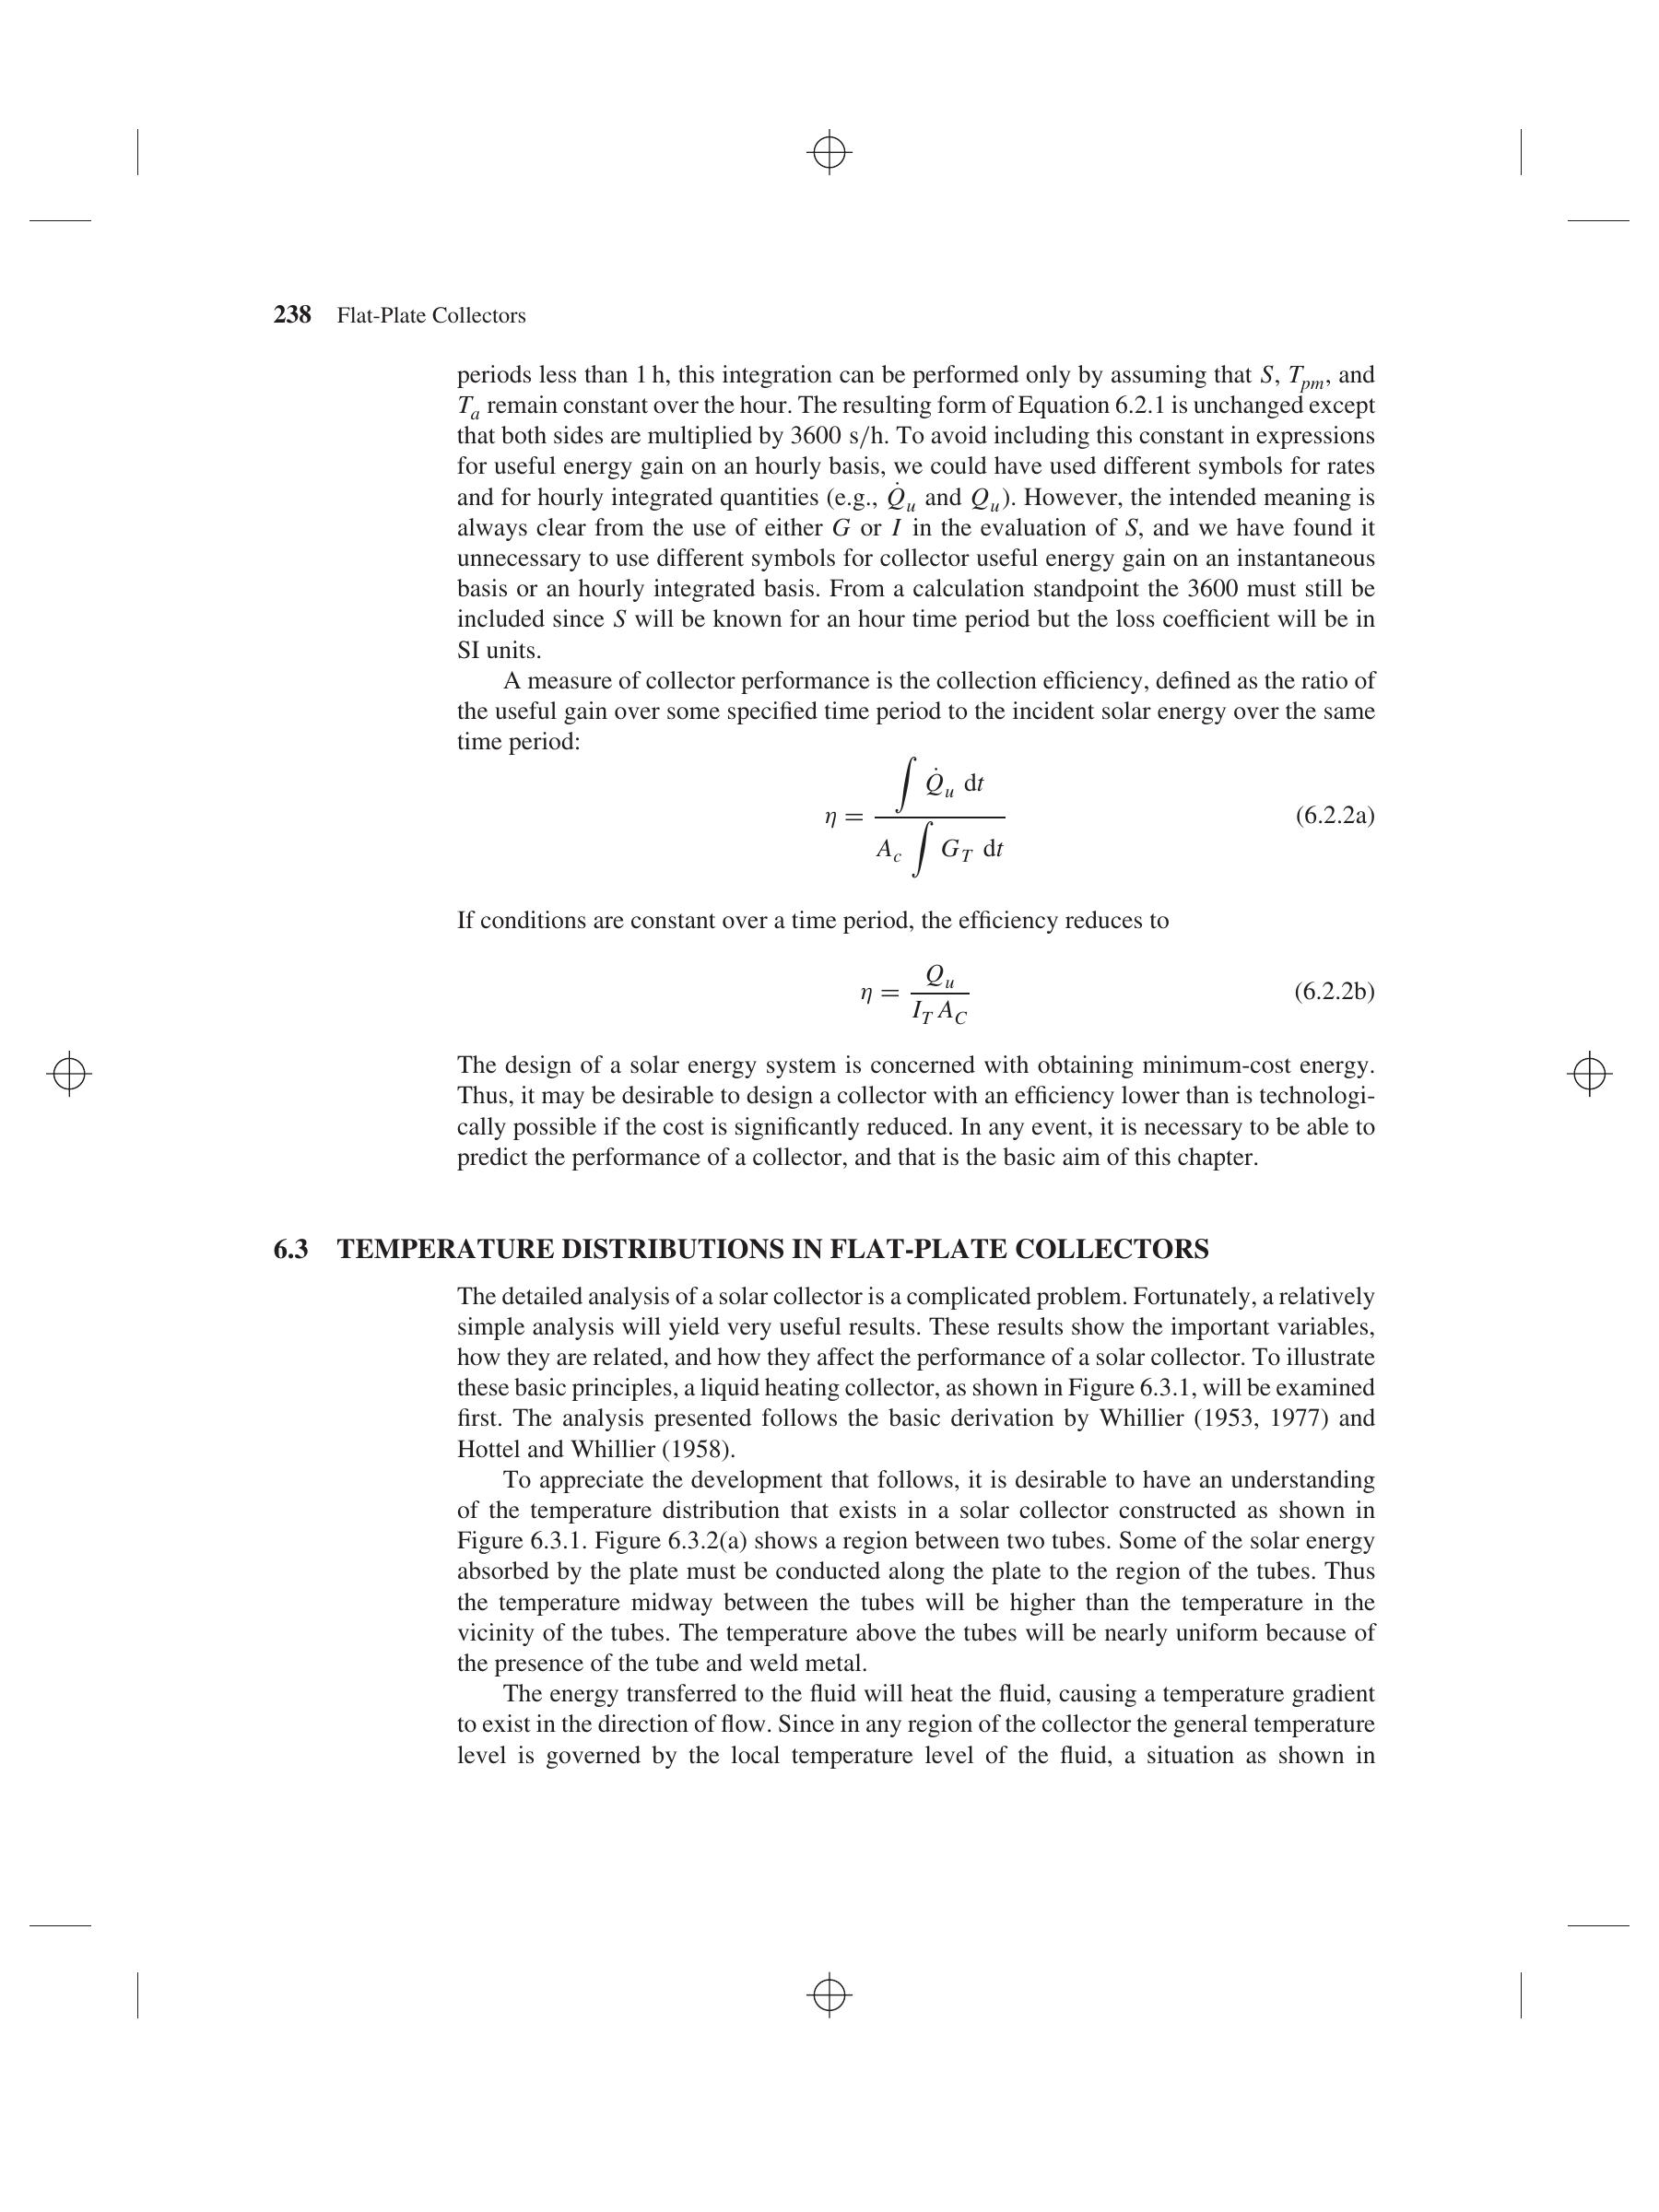 238 Flat-Plate Collectors
periods less than 1 h, this integration can be performed only by assuming that S, T_pm, and
T_a remain constant over the hour. The resulting form of Equation 6.2.1 is unchanged except
that both sides are multiplied by 3600 s/h. To avoid including this constant in expressions
for useful energy gain on an hourly basis, we could have used different symbols for rates
and for hourly integrated quantities (e.g., Q̇_u and Q_u). However, the intended meaning is
always clear from the use of either G or I in the evaluation of S, and we have found it
unnecessary to use different symbols for collector useful energy gain on an instantaneous
basis or an hourly integrated basis. From a calculation standpoint the 3600 must still be
included since S will be known for an hour time period but the loss coefficient will be in
SI units.
A measure of collector performance is the collection efficiency, defined as the ratio of
the useful gain over some specified time period to the incident solar energy over the same
time period:
η = ∫ Q̇_u dt / A_c ∫ G_T dt (6.2.2a)
If conditions are constant over a time period, the efficiency reduces to
η = Q_u / I_T A_C (6.2.2b)
The design of a solar energy system is concerned with obtaining minimum-cost energy.
Thus, it may be desirable to design a collector with an efficiency lower than is technologi-
cally possible if the cost is significantly reduced. In any event, it is necessary to be able to
predict the performance of a collector, and that is the basic aim of this chapter.
6.3 TEMPERATURE DISTRIBUTIONS IN FLAT-PLATE COLLECTORS
The detailed analysis of a solar collector is a complicated problem. Fortunately, a relatively
simple analysis will yield very useful results. These results show the important variables,
how they are related, and how they affect the performance of a solar collector. To illustrate
these basic principles, a liquid heating collector, as shown in Figure 6.3.1, will be examined
first. The analysis presented follows the basic derivation by Whillier (1953, 1977) and
Hottel and Whillier (1958).
To appreciate the development that follows, it is desirable to have an understanding
of the temperature distribution that exists in a solar collector constructed as shown in
Figure 6.3.1. Figure 6.3.2(a) shows a region between two tubes. Some of the solar energy
absorbed by the plate must be conducted along the plate to the region of the tubes. Thus
the temperature midway between the tubes will be higher than the temperature in the
vicinity of the tubes. The temperature above the tubes will be nearly uniform because of
the presence of the tube and weld metal.
The energy transferred to the fluid will heat the fluid, causing a temperature gradient
to exist in the direction of flow. Since in any region of the collector the general temperature
level is governed by the local temperature level of the fluid, a situation as shown in